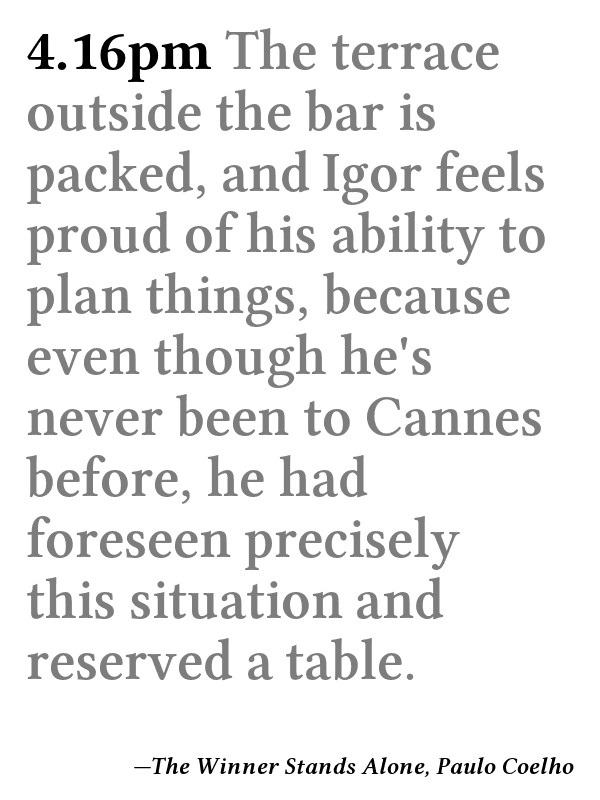 4.16pm The terrace
outside the bar is
packed, and Igor feels
proud of his ability to
plan things, because
even though he's
never been to Cannes
before, he had
foreseen precisely
this situation and
reserved a table.
—The Winner Stands Alone, Paulo Coelho